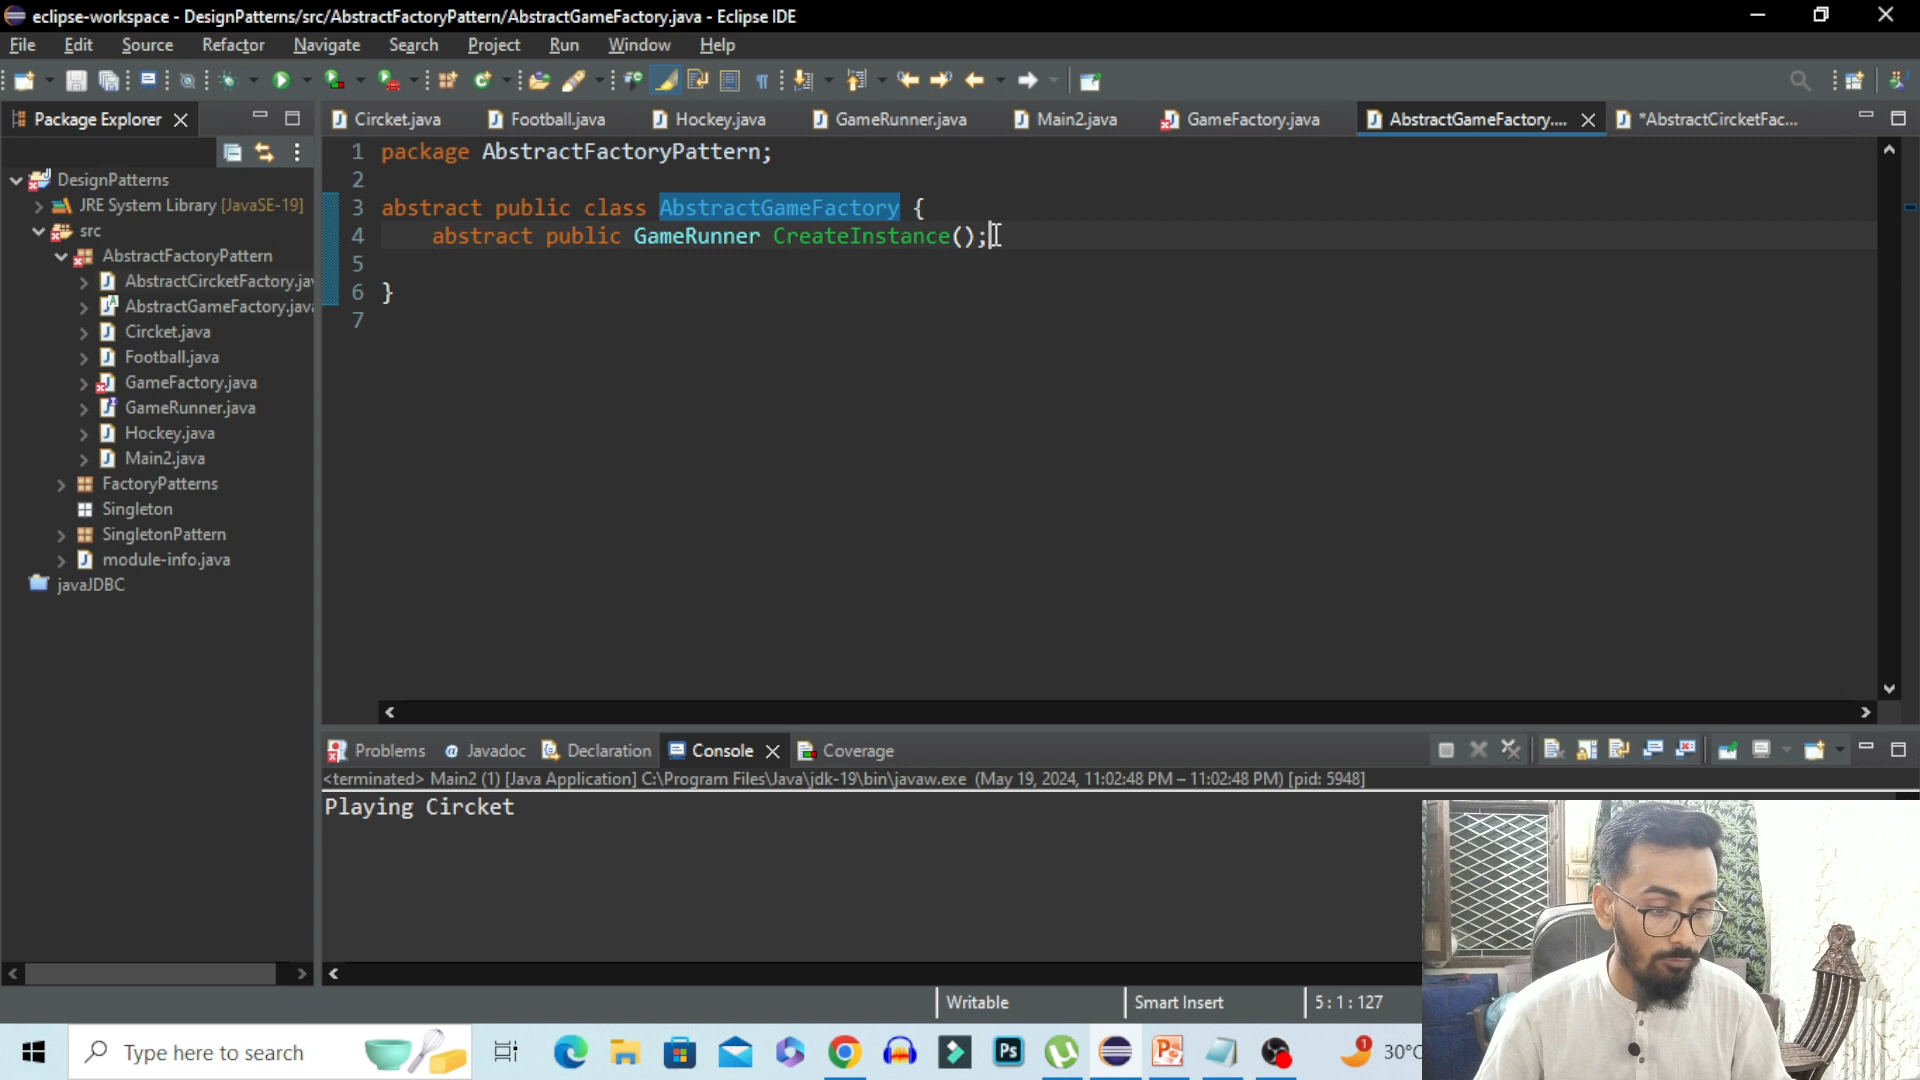 eclipse-workspace - DesignPatterns/src/AbstractFactoryPattern/AbstractGameFactory.java - Eclipse IDE
File Edit Source Refactor Navigate Search Project Run Window Help
Package Explorer
Circket.java Football.java Hockey.java GameRunner.java Main2.java GameFactory.java AbstractGameFactory.... *AbstractCircketFac...
DesignPatterns
JRE System Library [JavaSE-19]
src
AbstractFactoryPattern
AbstractCircketFactory.jav
AbstractGameFactory.java
Circket.java
Football.java
GameFactory.java
GameRunner.java
Hockey.java
Main2.java
FactoryPatterns
Singleton
SingletonPattern
module-info.java
javaJDBC
1 package AbstractFactoryPattern;
2
3 abstract public class AbstractGameFactory {
4 abstract public GameRunner CreateInstance();
5
6 }
7
Problems Javadoc Declaration Console Coverage
<terminated> Main2 (1) [Java Application] C:\Program Files\Java\jdk-19\bin\javaw.exe (May 19, 2024, 11:02:48 PM – 11:02:48 PM) [pid: 5948]
Playing Circket
Writable Smart Insert 5 : 1 : 127
Type here to search
Ps
1
30°C